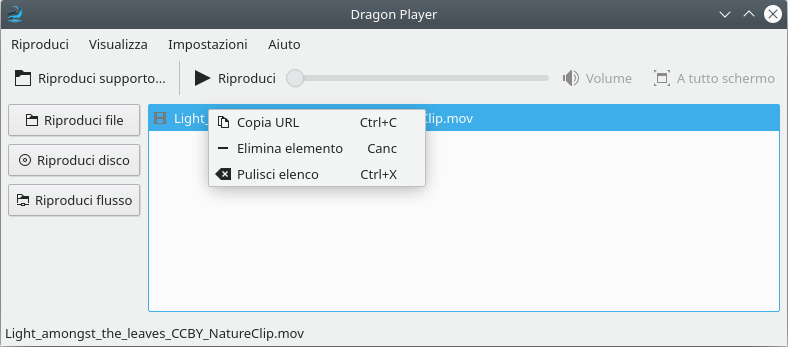 Dragon Player
Riproduci Visualizza Impostazioni Aiuto
Riproduci supporto... Riproduci Volume A tutto schermo
Riproduci file
Riproduci disco
Riproduci flusso
Light_ Clip.mov
Copia URL Ctrl+C
Elimina elemento Canc
Pulisci elenco Ctrl+X
Light_amongst_the_leaves_CCBY_NatureClip.mov